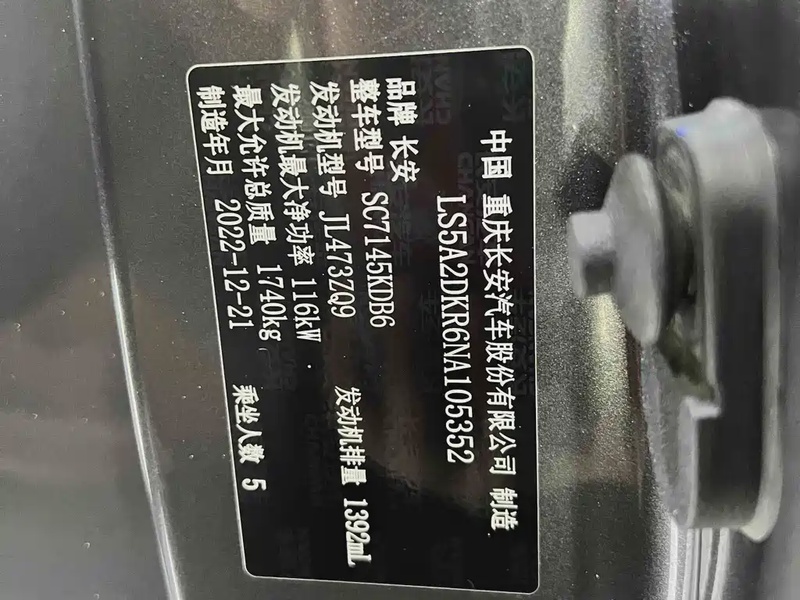 中国 重庆长安汽车股份有限公司 制造
LS5A2DKR6NA105352
品牌 长安
整车型号 SC7145KDB6
发动机型号 JL473ZQ9 发动机排量 1392mL
发动机最大净功率 116kW
最大允许总质量 1740kg 乘坐人数 5
制造年月 2022-12-21